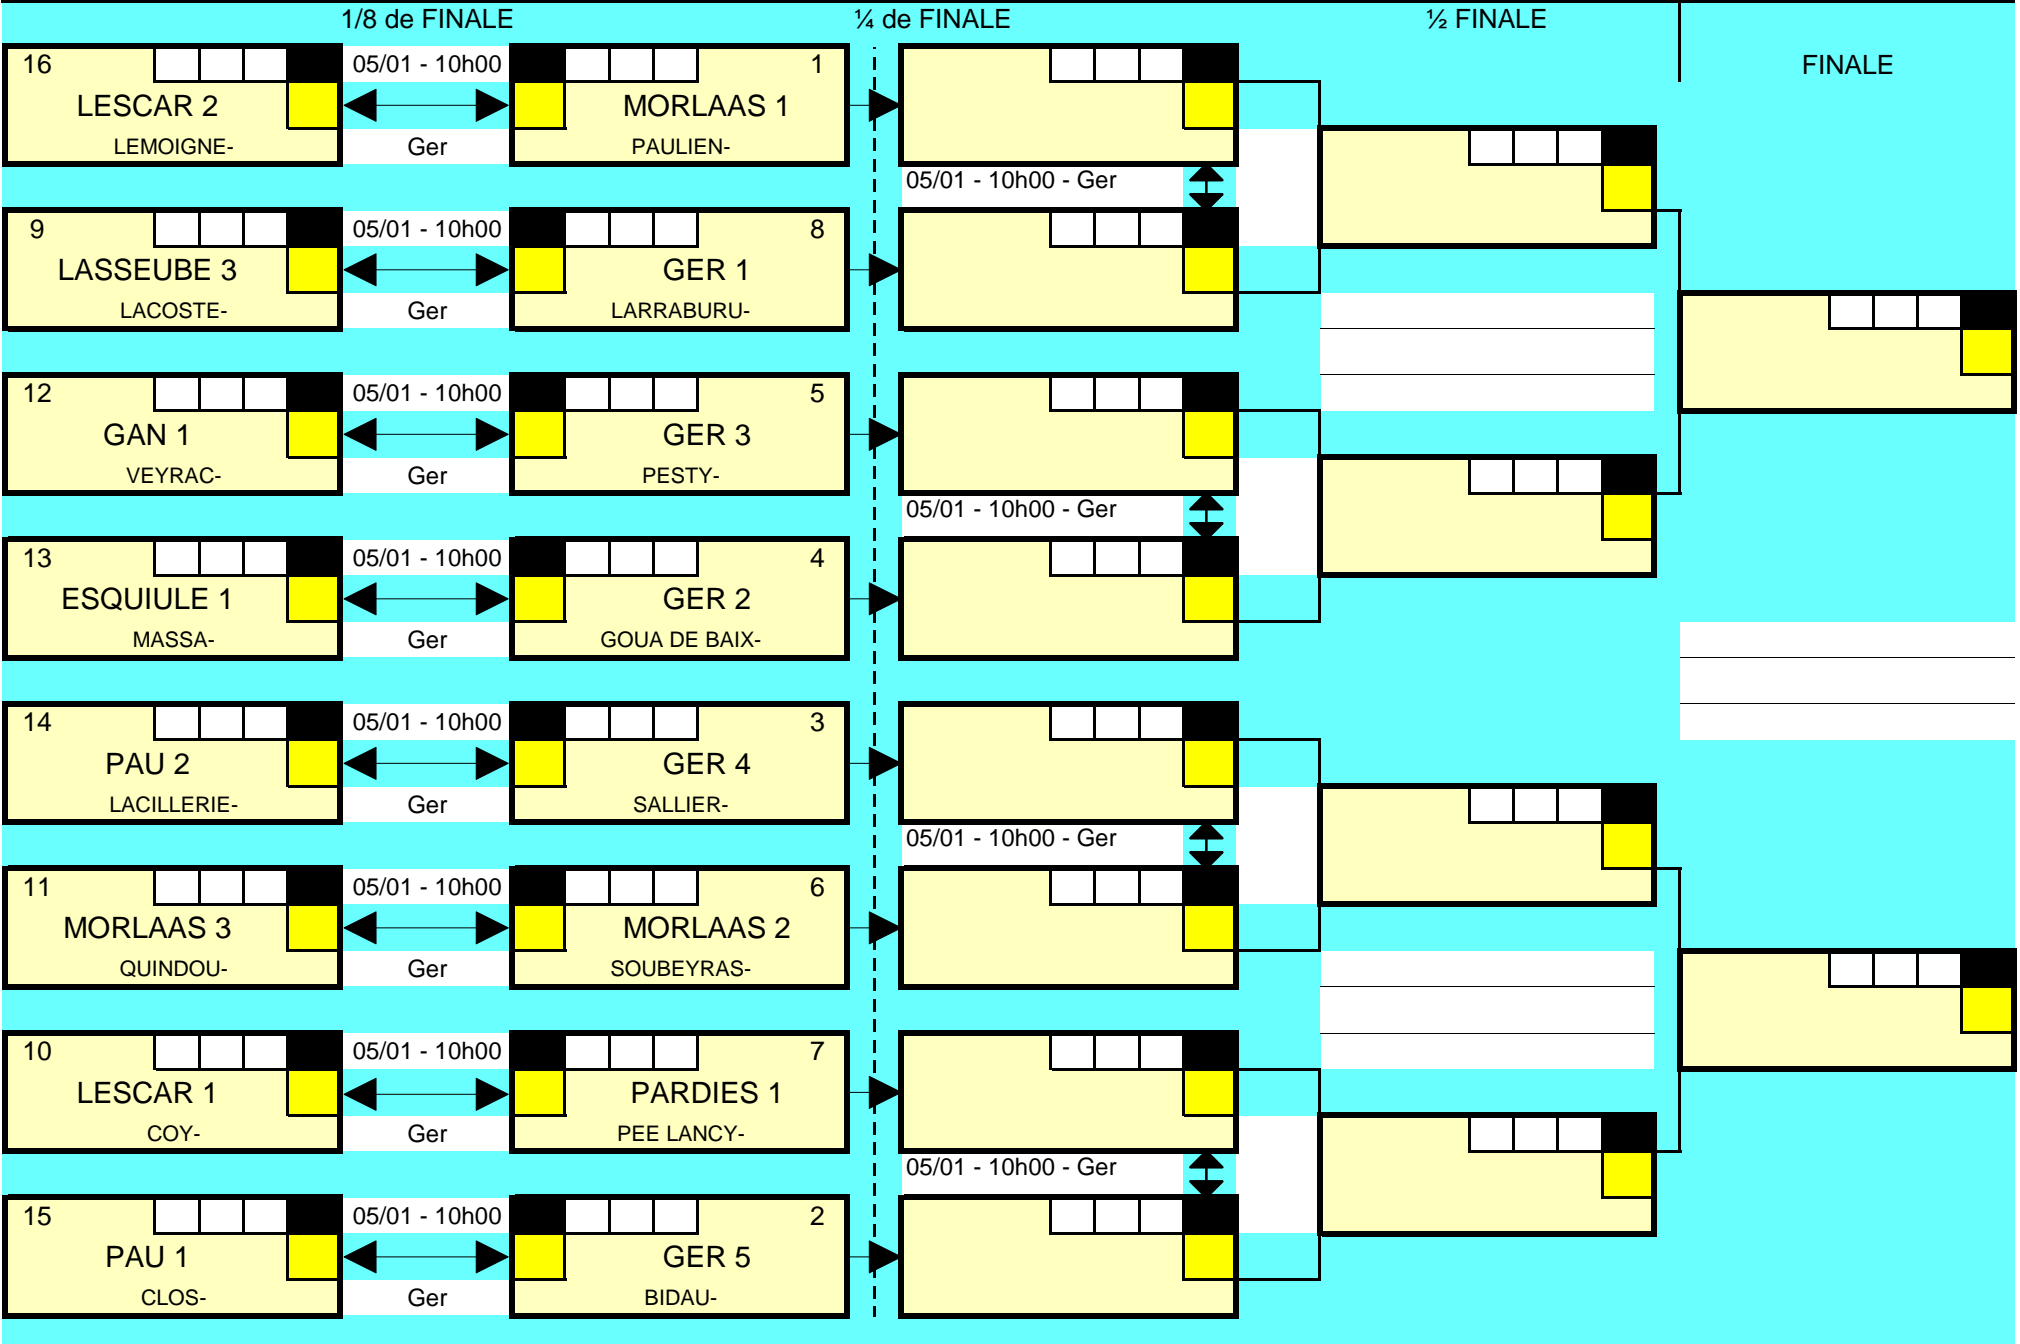 1/8 de FINALE
¼ de FINALE
½ FINALE
FINALE
16
05/01 - 10h00
1
LESCAR 2
MORLAAS 1
LEMOIGNE-
Ger
PAULIEN-
05/01 - 10h00 - Ger
9
05/01 - 10h00
8
LASSEUBE 3
GER 1
LACOSTE-
Ger
LARRABURU-
12
05/01 - 10h00
5
GAN 1
GER 3
VEYRAC-
Ger
PESTY-
05/01 - 10h00 - Ger
13
05/01 - 10h00
4
ESQUIULE 1
GER 2
MASSA-
Ger
GOUA DE BAIX-
14
05/01 - 10h00
3
PAU 2
GER 4
LACILLERIE-
Ger
SALLIER-
05/01 - 10h00 - Ger
11
05/01 - 10h00
6
MORLAAS 3
MORLAAS 2
QUINDOU-
Ger
SOUBEYRAS-
10
05/01 - 10h00
7
LESCAR 1
PARDIES 1
COY-
Ger
PEE LANCY-
05/01 - 10h00 - Ger
15
05/01 - 10h00
2
PAU 1
GER 5
CLOS-
Ger
BIDAU-